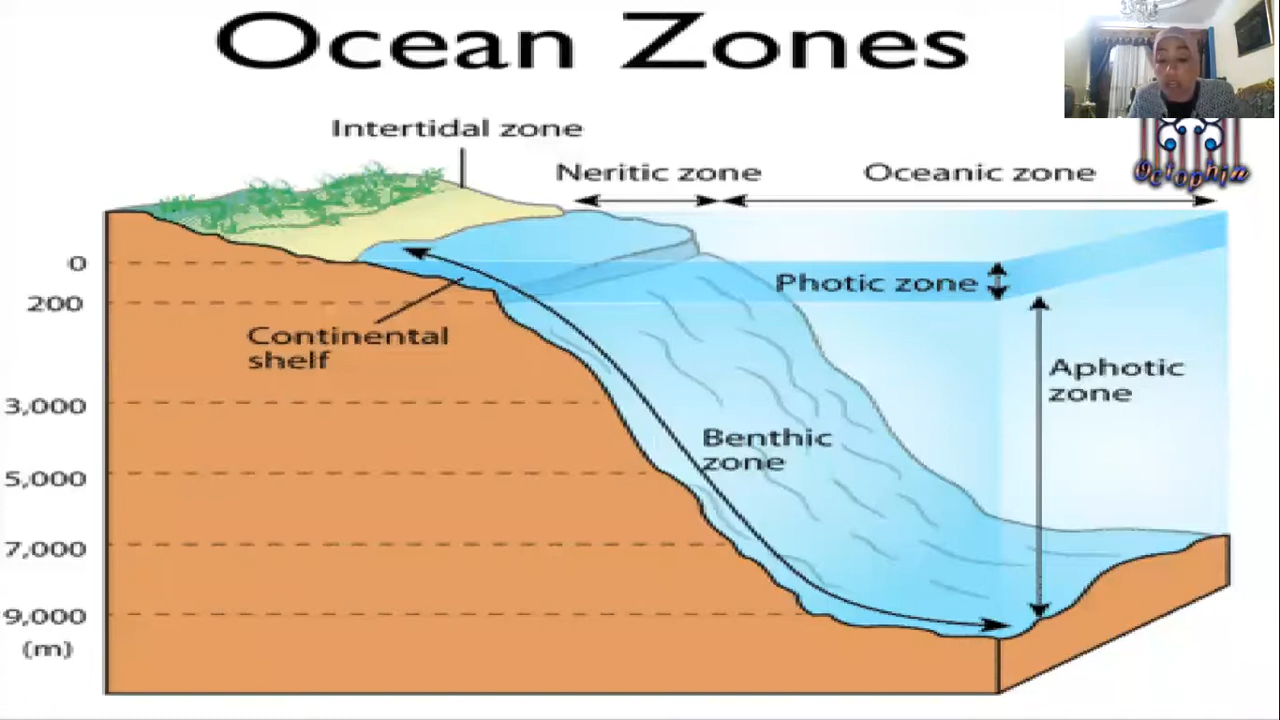 Ocean Zones
Intertidal zone
Neritic zone
Oceanic zone
Octophin
0
Photic zone
200
Continental
shelf
Aphotic
zone
3,000
Benthic
zone
5,000
7,000
9,000
(m)